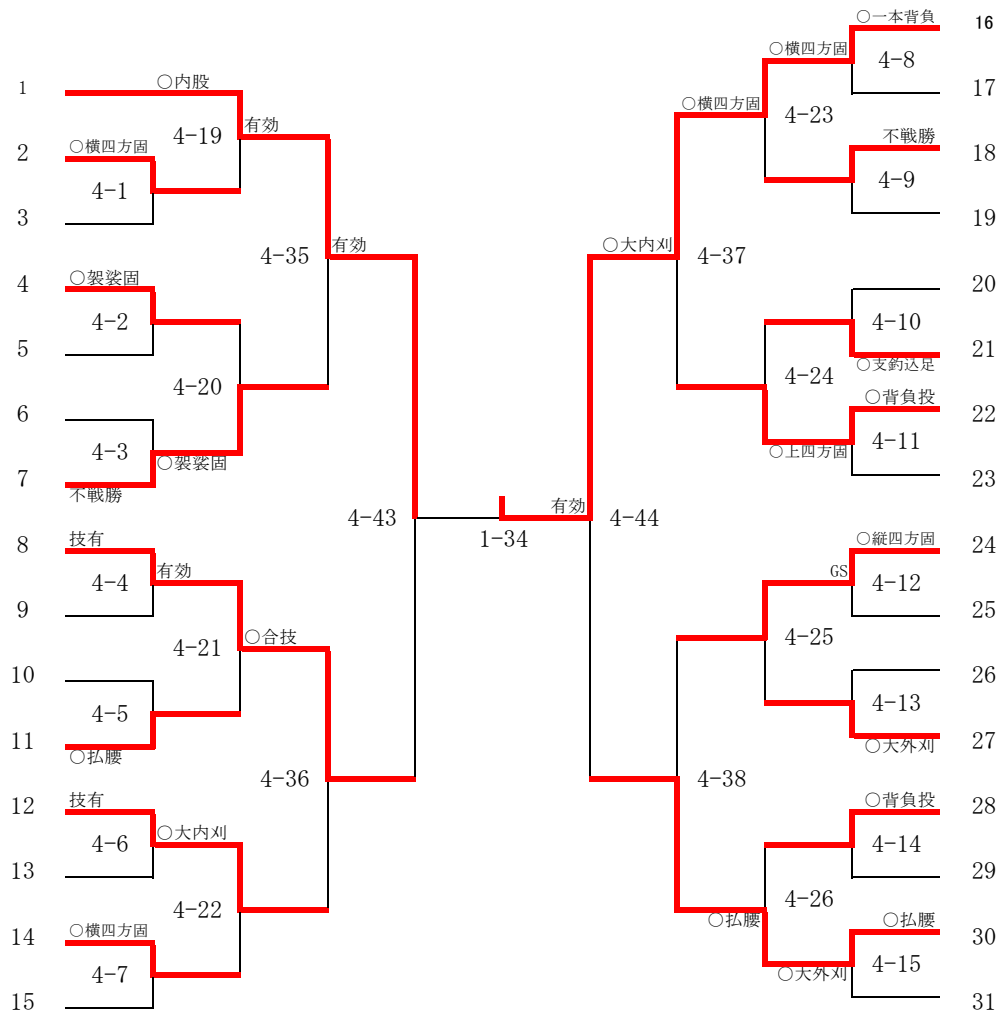 1
○内股
4-19
有効
2
○横四方固
4-1
3
4-35
有効
4
○袈裟固
4-2
5
4-20
6
4-3
○袈裟固
7
不戦勝
4-43
8
技有
4-4
有効
9
4-21
○合技
10
4-5
11
○払腰
4-36
12
技有
4-6
○大内刈
13
4-22
14
○横四方固
4-7
15
1-34
有効
○一本背負
16
○横四方固
4-8
17
○横四方固
4-23
不戦勝
18
4-9
19
○大内刈
4-37
20
4-10
21
○支釣込足
4-24
○背負投
22
4-11
○上四方固
23
4-44
○縦四方固
24
GS
4-12
25
4-25
26
4-13
○大外刈
27
4-38
○背負投
28
4-14
29
4-26
○払腰
○払腰
30
4-15
○大外刈
31